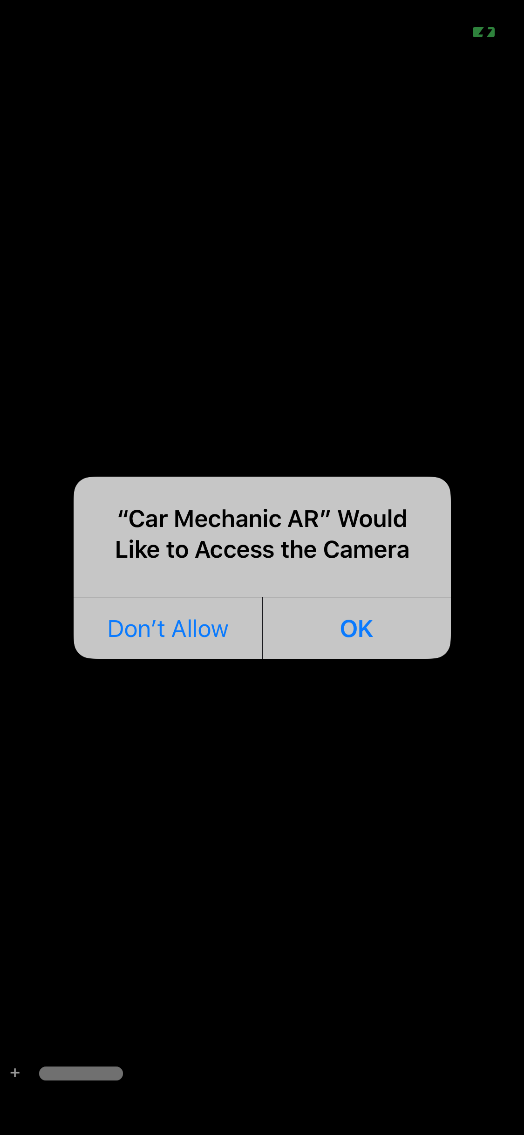 “Car Mechanic AR” Would
Like to Access the Camera
Don’t Allow
OK
+